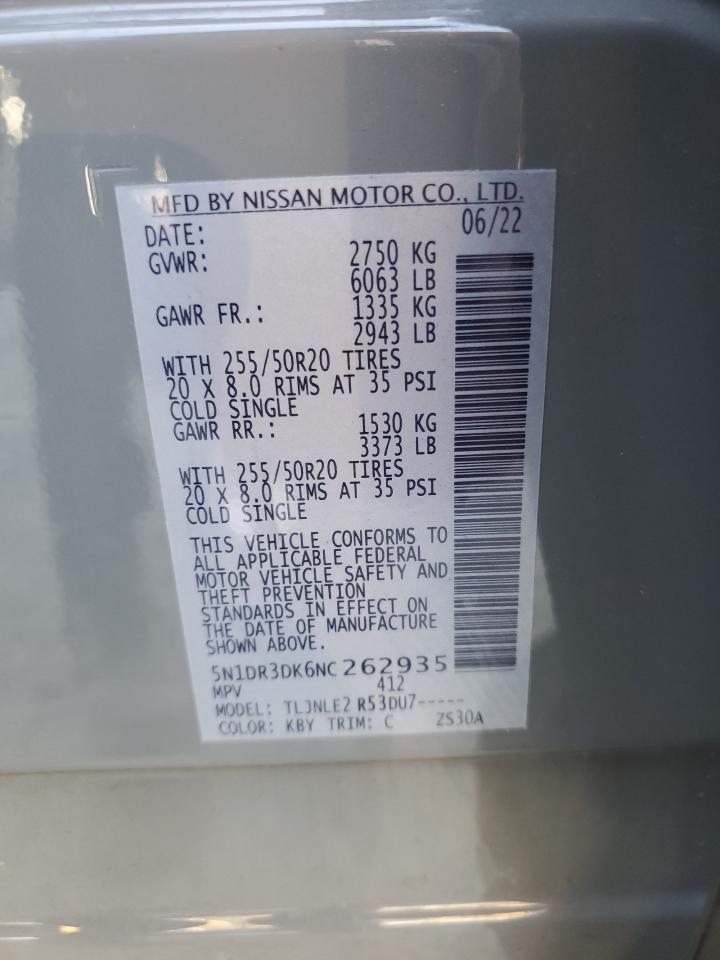 MFD BY NISSAN MOTOR CO., LTD.
DATE: 06/22
GVWR: 2750 KG
6063 LB
GAWR FR.: 1335 KG
2943 LB
WITH 255/50R20 TIRES
20 X 8.0 RIMS AT 35 PSI
COLD SINGLE
GAWR RR.: 1530 KG
3373 LB
WITH 255/50R20 TIRES
20 X 8.0 RIMS AT 35 PSI
COLD SINGLE
THIS VEHICLE CONFORMS TO
ALL APPLICABLE FEDERAL
MOTOR VEHICLE SAFETY AND
THEFT PREVENTION
STANDARDS IN EFFECT ON
THE DATE OF MANUFACTURE
SHOWN ABOVE.
5N1DR3DK6NC262935
MPV 412
MODEL: TLJNLE2 R53DU7-----
COLOR: KBY TRIM: C ZS30A